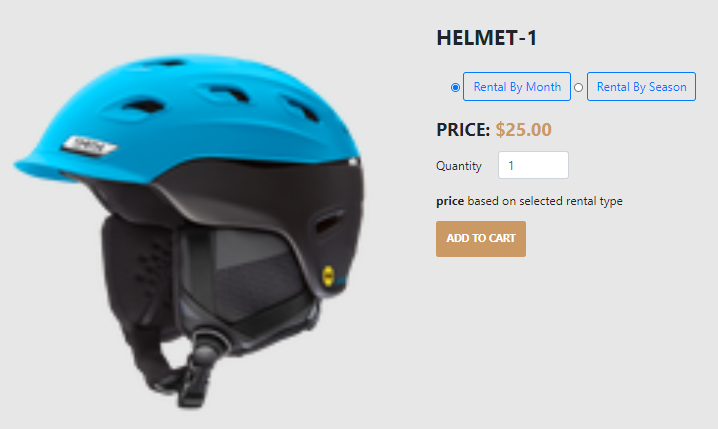 HELMET-1
Rental By Month
Rental By Season
PRICE: $25.00
Quantity 1
price based on selected rental type
ADD TO CART